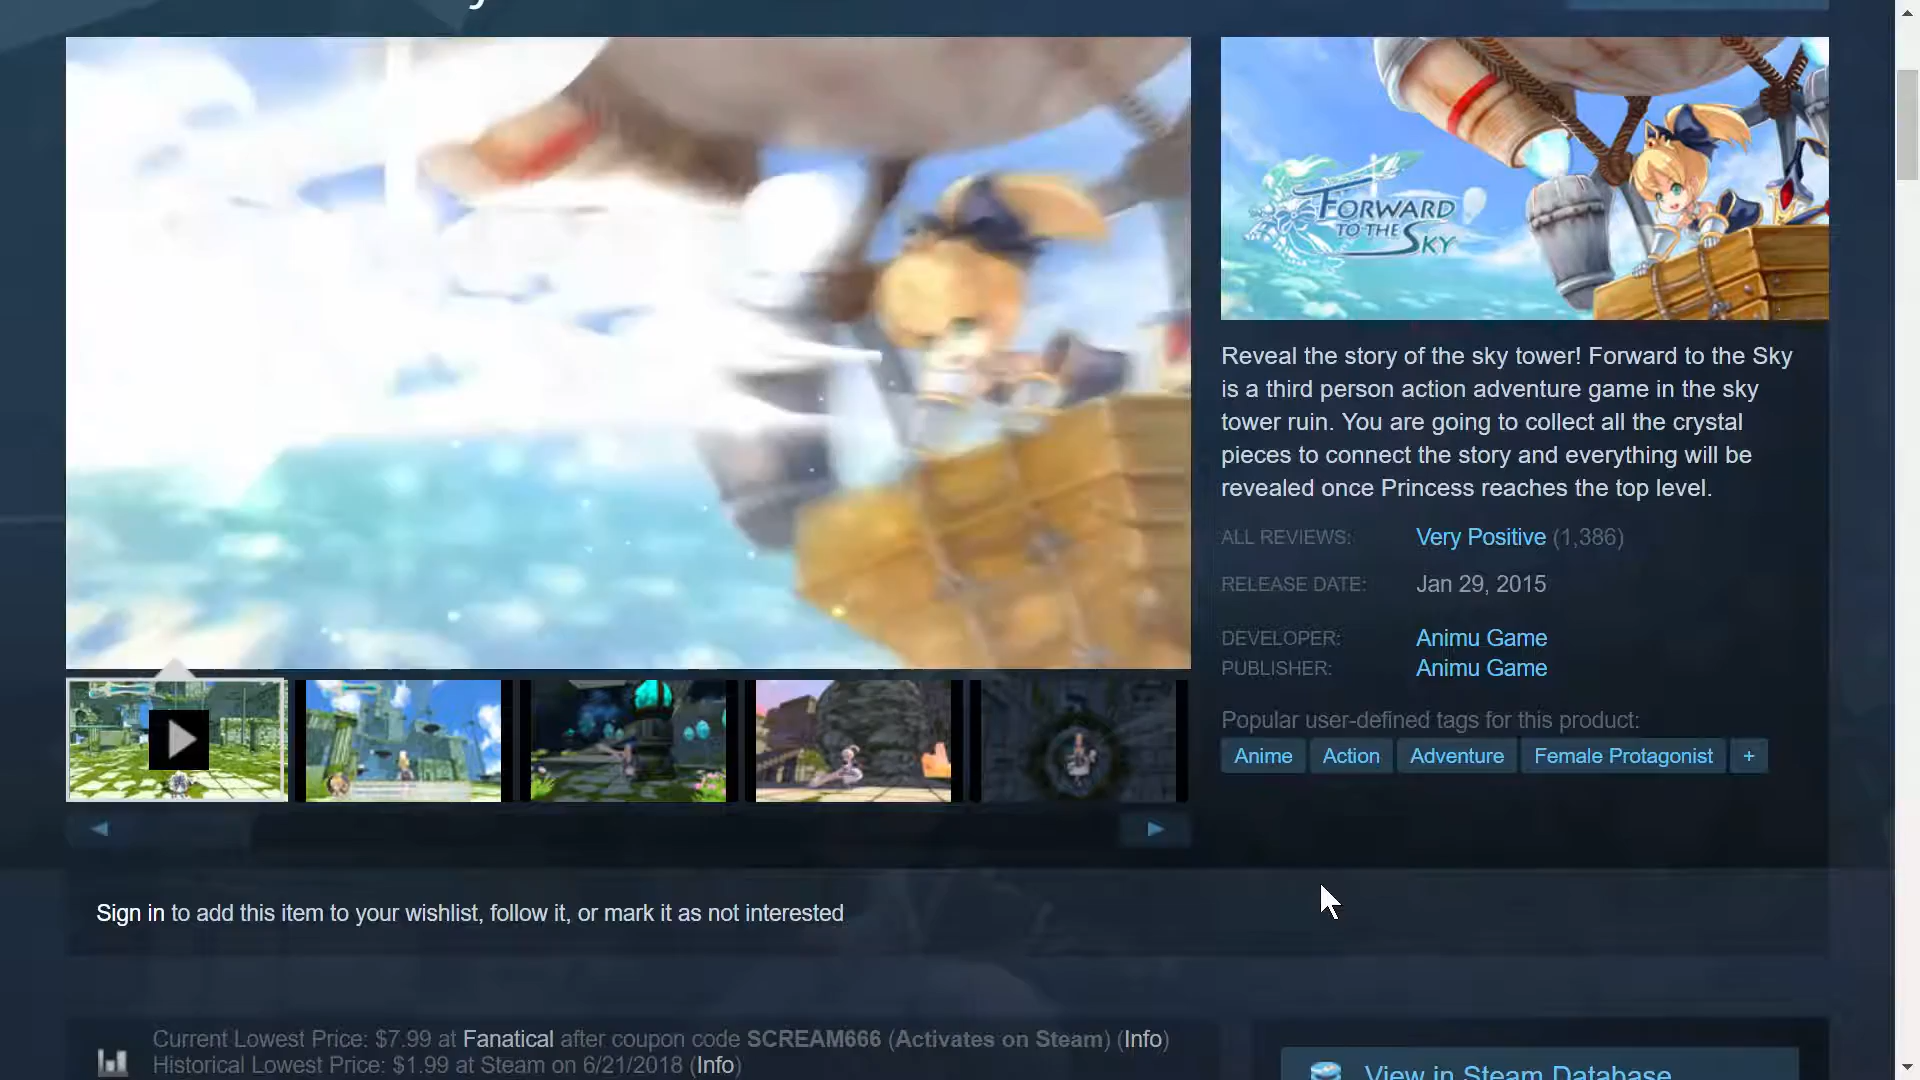 FORWARD
TO THE
SKY
Reveal the story of the sky tower! Forward to the Sky
is a third person action adventure game in the sky
tower ruin. You are going to collect all the crystal
pieces to connect the story and everything will be
revealed once Princess reaches the top level.
ALL REVIEWS: Very Positive (1,386)
RELEASE DATE: Jan 29, 2015
DEVELOPER: Animu Game
PUBLISHER: Animu Game
Popular user-defined tags for this product:
Anime Action Adventure Female Protagonist +
Sign in to add this item to your wishlist, follow it, or mark it as not interested
Current Lowest Price: $7.99 at Fanatical after coupon code SCREAM666 (Activates on Steam) (Info)
Historical Lowest Price: $1.99 at Steam on 6/21/2018 (Info)
View in Steam Database